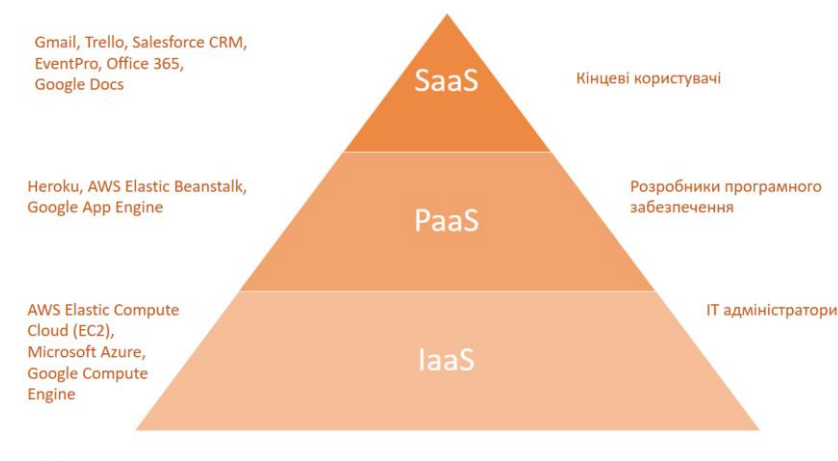 Gmail, Trello, Salesforce CRM,
EventPro, Office 365,
Google Docs
SaaS
Кінцеві користувачі
Heroku, AWS Elastic Beanstalk,
Google App Engine
PaaS
Розробники програмного
забезпечення
AWS Elastic Compute
Cloud (EC2),
Microsoft Azure,
Google Compute
Engine
IaaS
ІТ адміністратори